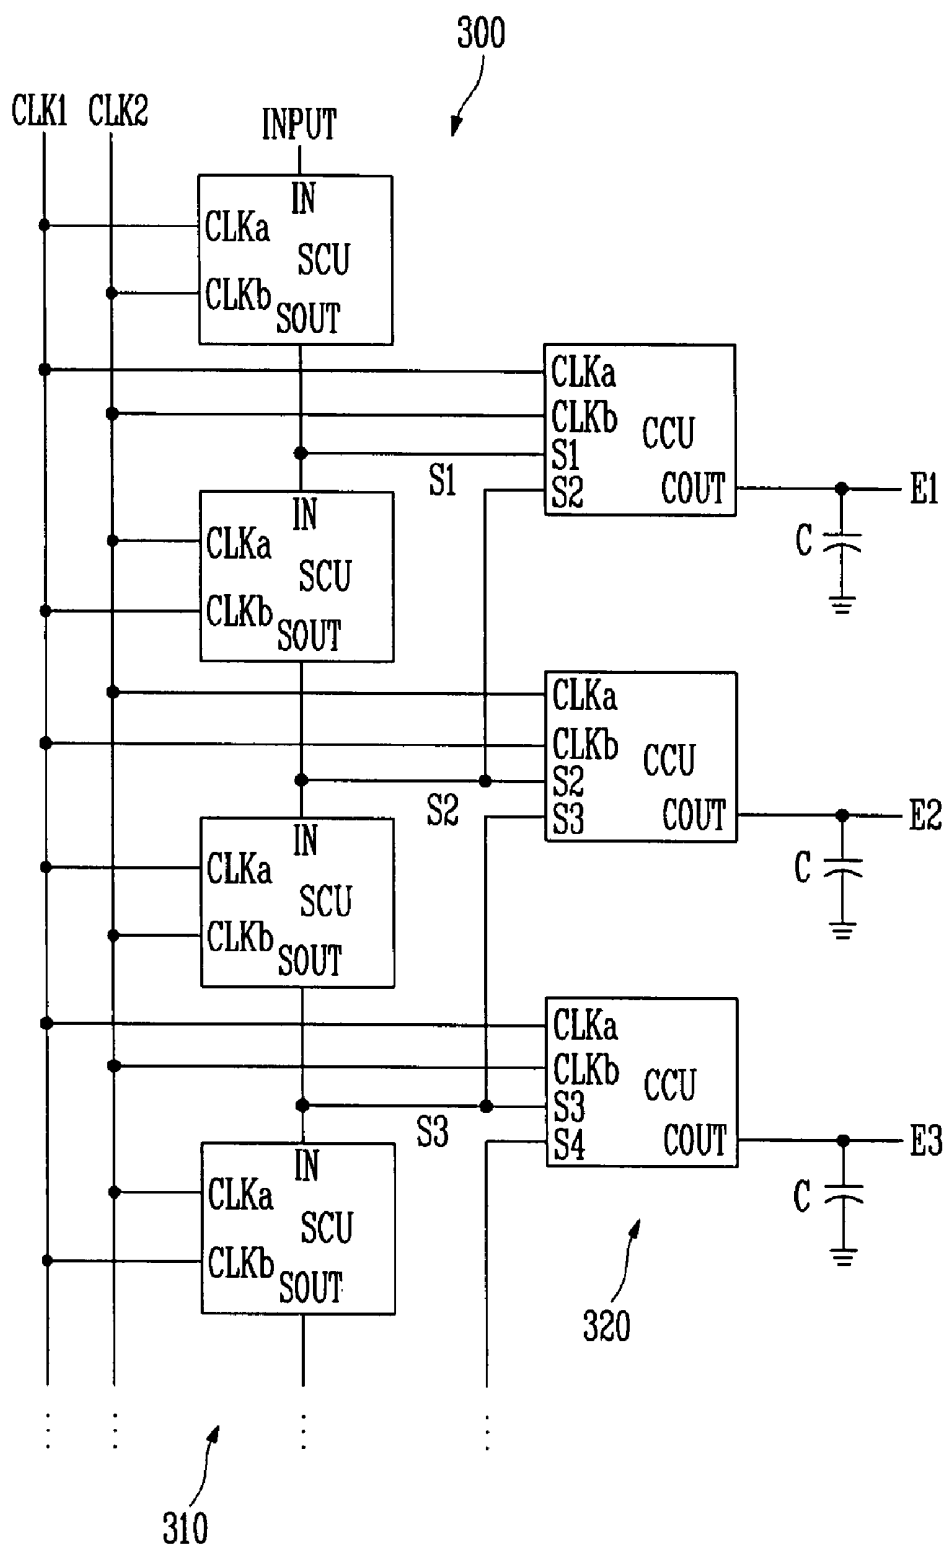 300
CLK1 CLK2
INPUT
IN
CLKa
SCU
CLKb
SOUT
CLKa
CLKb
CCU
S1
S1
S2
COUT
E1
C
IN
CLKa
SCU
CLKb
SOUT
CLKa
CLKb
CCU
S2
S2
S3
COUT
E2
C
IN
CLKa
SCU
CLKb
SOUT
CLKa
CLKb
CCU
S3
S3
S4
COUT
E3
C
IN
CLKa
SCU
CLKb
SOUT
320
310